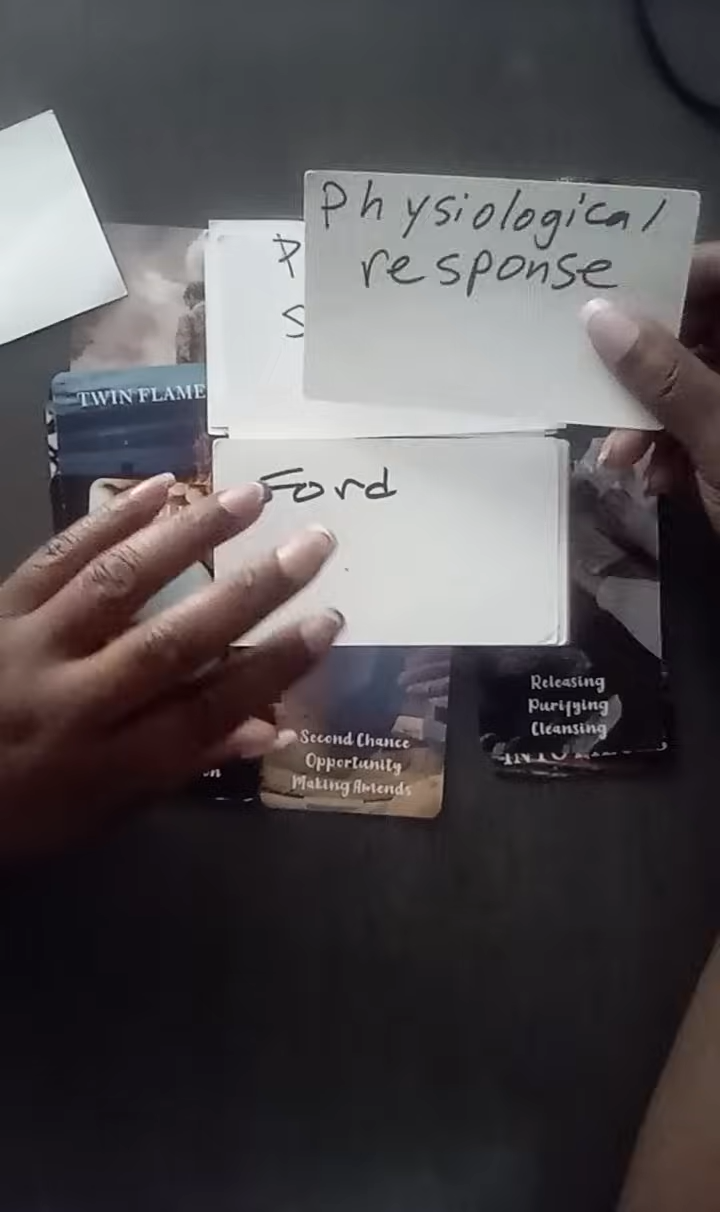 Physiological
response
P
S
TWIN FLAME
Ford
Releasing
Purifying
Cleansing
Second Chance
Opportunity
Making Amends